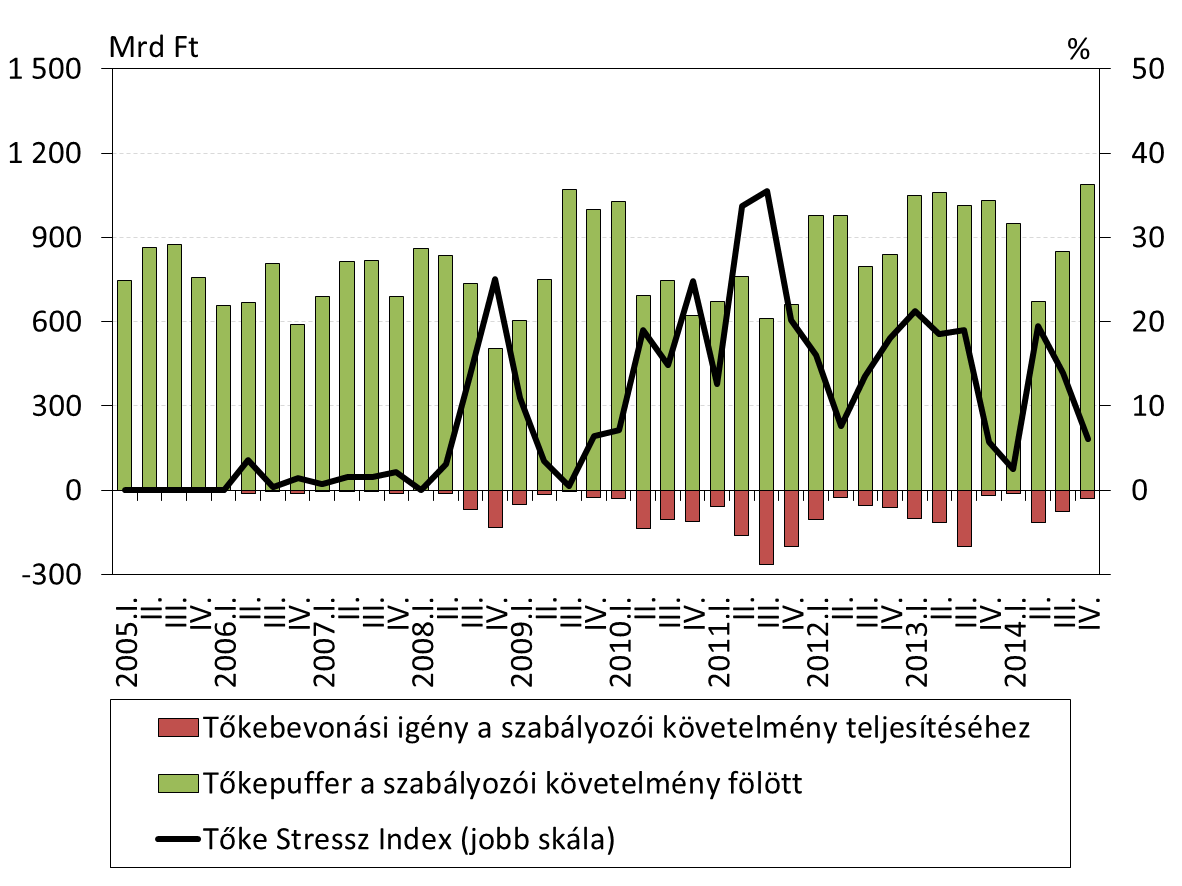 Mrd Ft %
1 500 50
1 200 40
900 30
600 20
300 10
0 0
-300
2005.I. II. III. IV. 2006.I. II. III. IV. 2007.I. II. III. IV. 2008.I. II. III. IV. 2009.I. II. III. IV. 2010.I. II. III. IV. 2011.I. II. III. IV. 2012.I. II. III. IV. 2013.I. II. III. IV. 2014.I. II. III. IV.
Tőkebevonási igény a szabályozói követelmény teljesítéséhez
Tőkepuffer a szabályozói követelmény fölött
Tőke Stressz Index (jobb skála)